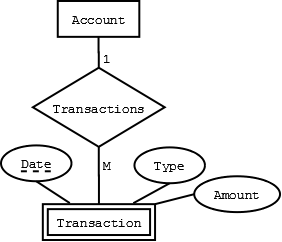 Account
1
Transactions
Date
M
Type
Amount
Transaction